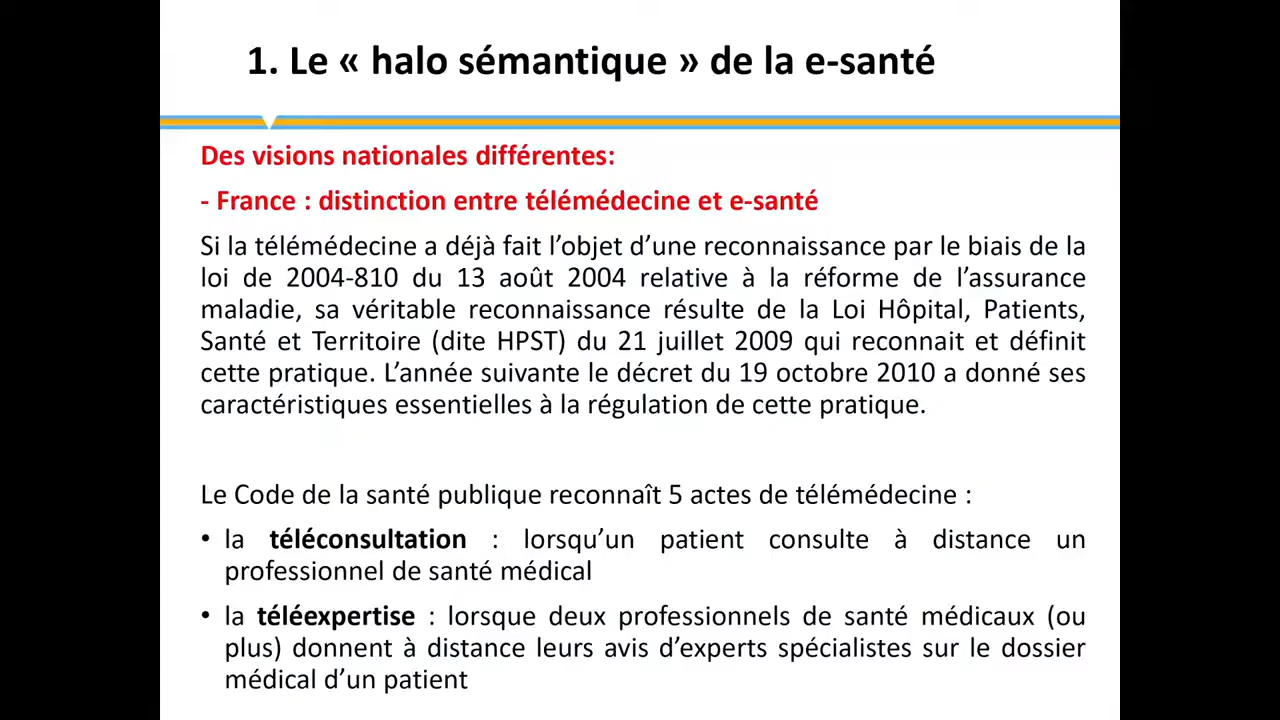 1. Le « halo sémantique » de la e-santé
Des visions nationales différentes:
- France : distinction entre télémédecine et e-santé
Si la télémédecine a déjà fait l’objet d’une reconnaissance par le biais de la
loi de 2004-810 du 13 août 2004 relative à la réforme de l’assurance
maladie, sa véritable reconnaissance résulte de la Loi Hôpital, Patients,
Santé et Territoire (dite HPST) du 21 juillet 2009 qui reconnait et définit
cette pratique. L’année suivante le décret du 19 octobre 2010 a donné ses
caractéristiques essentielles à la régulation de cette pratique.
Le Code de la santé publique reconnaît 5 actes de télémédecine :
• la téléconsultation : lorsqu’un patient consulte à distance un
professionnel de santé médical
• la téléexpertise : lorsque deux professionnels de santé médicaux (ou
plus) donnent à distance leurs avis d’experts spécialistes sur le dossier
médical d’un patient